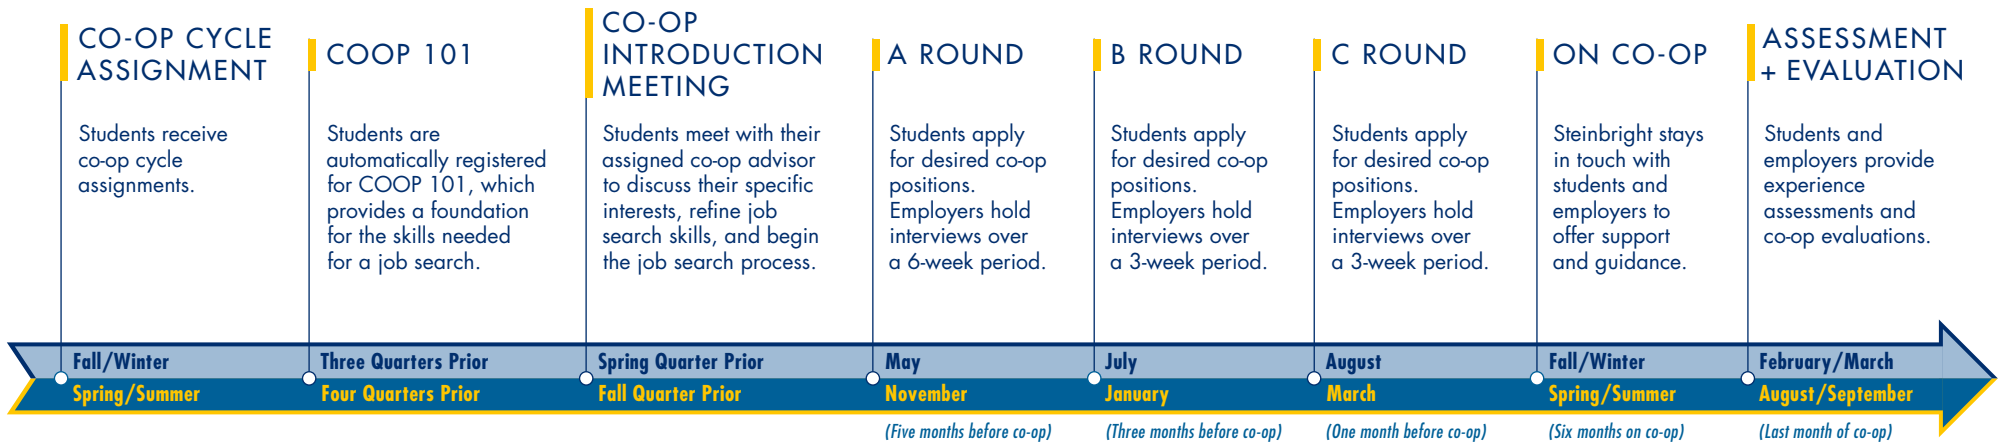 CO-OP CYCLE
ASSIGNMENT
Students receive
co-op cycle
assignments.
COOP 101
Students are
automatically registered
for COOP 101, which
provides a foundation
for the skills needed
for a job search.
CO-OP
INTRODUCTION
MEETING
Students meet with their
assigned co-op advisor
to discuss their specific
interests, refine job
search skills, and begin
the job search process.
A ROUND
Students apply
for desired co-op
positions.
Employers hold
interviews over
a 6-week period.
B ROUND
Students apply
for desired co-op
positions.
Employers hold
interviews over
a 3-week period.
C ROUND
Students apply
for desired co-op
positions.
Employers hold
interviews over
a 3-week period.
ON CO-OP
Steinbright stays
in touch with
students and
employers to
offer support
and guidance.
ASSESSMENT
+ EVALUATION
Students and
employers provide
experience
assessments and
co-op evaluations.
Fall/Winter
Three Quarters Prior
Spring Quarter Prior
May
July
August
Fall/Winter
February/March
Spring/Summer
Four Quarters Prior
Fall Quarter Prior
November
January
March
Spring/Summer
August/September
(Five months before co-op)
(Three months before co-op)
(One month before co-op)
(Six months on co-op)
(Last month of co-op)